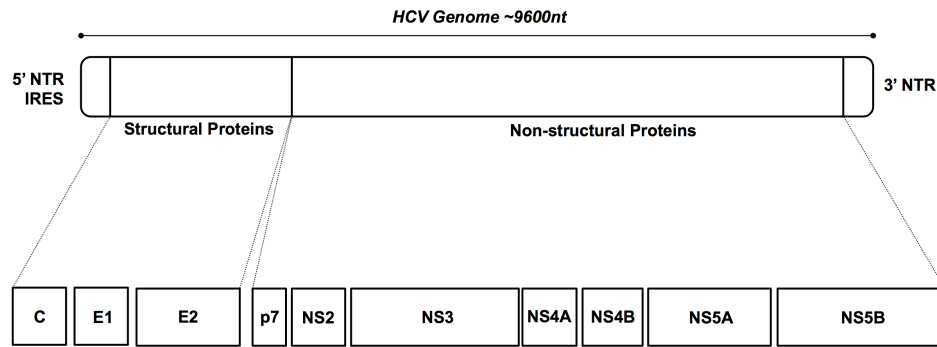 HCV Genome ~9600nt
5’ NTR
IRES
3’ NTR
Structural Proteins
Non-structural Proteins
C
E1
E2
p7
NS2
NS3
NS4A
NS4B
NS5A
NS5B